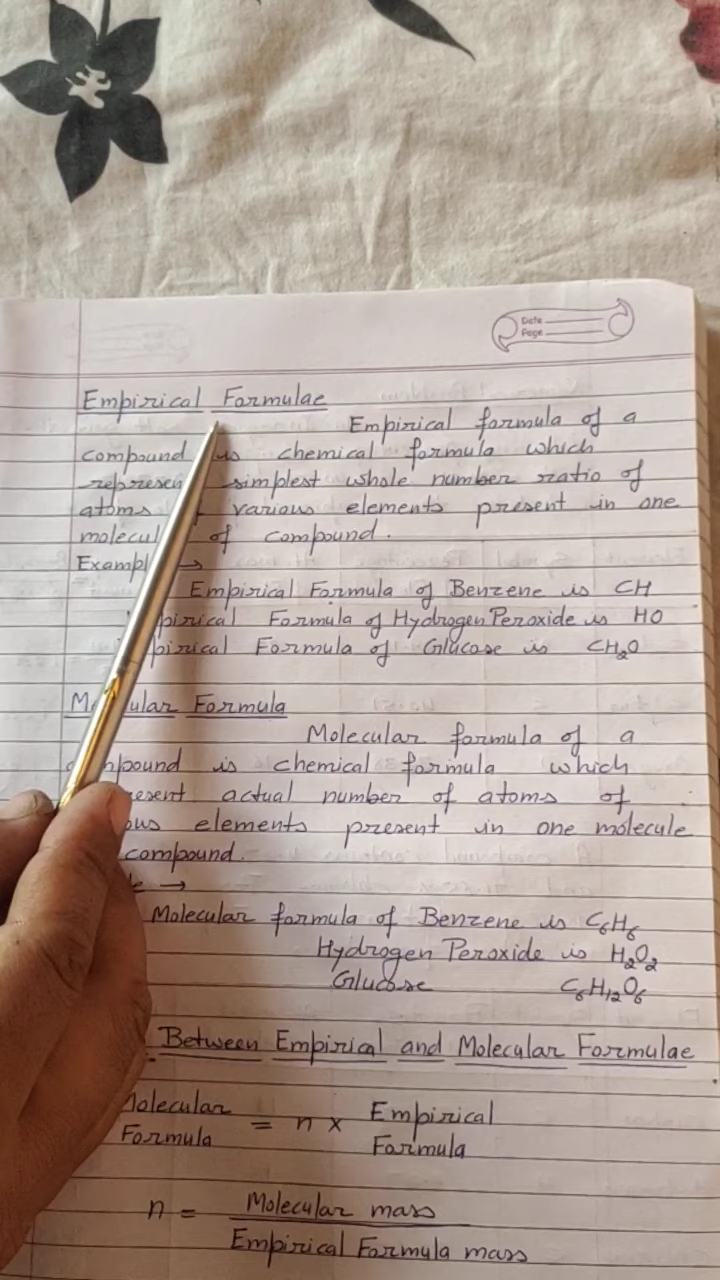 Date
Page
Empirical Formulae
Empirical formula of a
compound is chemical formula which
simplest whole number ratio of
atoms various elements present in one
of compound.
→
Empirical Formula of Benzene is CH
Formula of Hydrogen Peroxide is HO
Formula of Glucose is CH₂O
Formula
Molecular formula of a
is chemical formula which
actual number of atoms of
elements present in one molecule
compound.
→
Molecular formula of Benzene is C₆H₆
Hydrogen Peroxide is H₂O₂
Glucose C₆H₁₂O₆
Between Empirical and Molecular Formulae
Molecular Formula = n × Empirical Formula
n = Molecular mass
Empirical Formula mass